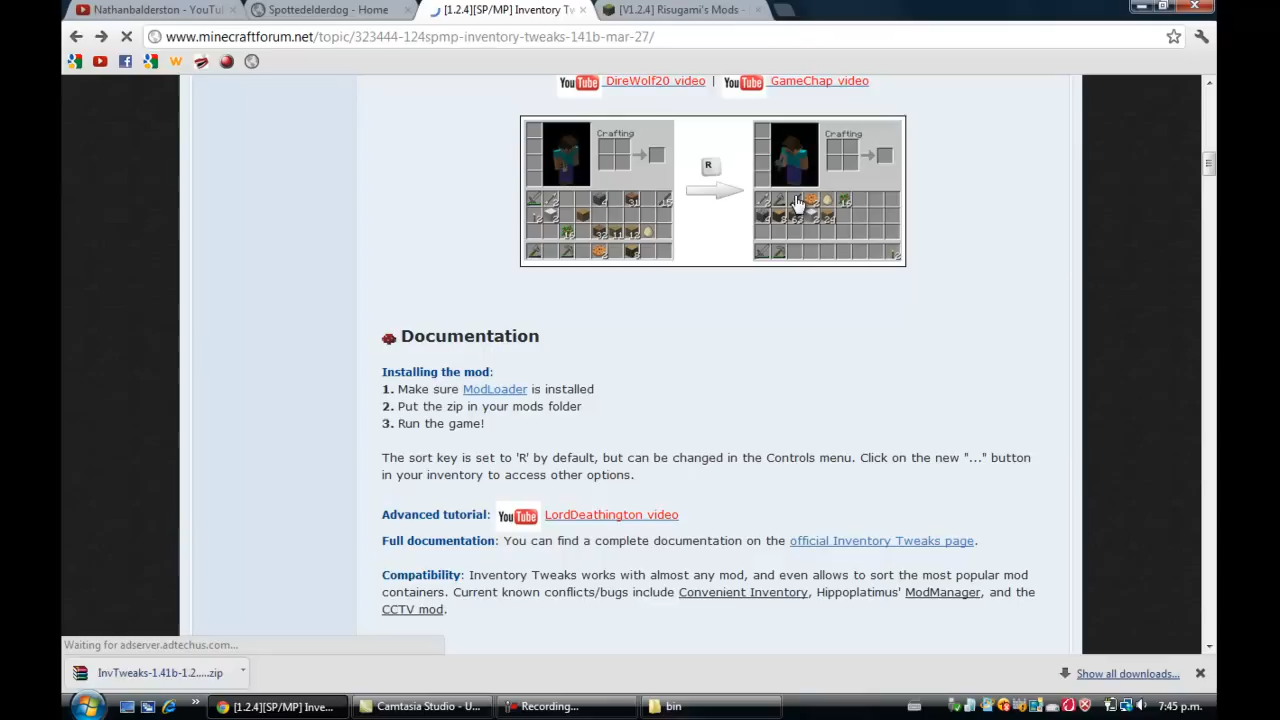 Nathanbalderston - YouTu
Spottedelderdog - Home
[1.2.4][SP/MP] Inventory Tw
[V1.2.4] Risugami's Mods -
www.minecraftforum.net/topic/323444-124spmp-inventory-tweaks-141b-mar-27/
YouTube DireWolf20 video | YouTube GameChap video
Crafting
Crafting
R
Documentation
Installing the mod:
1. Make sure ModLoader is installed
2. Put the zip in your mods folder
3. Run the game!
The sort key is set to 'R' by default, but can be changed in the Controls menu. Click on the new "..." button
in your inventory to access other options.
Advanced tutorial: YouTube LordDeathington video
Full documentation: You can find a complete documentation on the official Inventory Tweaks page.
Compatibility: Inventory Tweaks works with almost any mod, and even allows to sort the most popular mod
containers. Current known conflicts/bugs include Convenient Inventory, Hippoplatimus' ModManager, and the
CCTV mod.
Waiting for adserver.adtechus.com...
InvTweaks-1.41b-1.2.....zip
Show all downloads...
[1.2.4][SP/MP] Inve...
Camtasia Studio - U...
Recording...
bin
7:45 p.m.